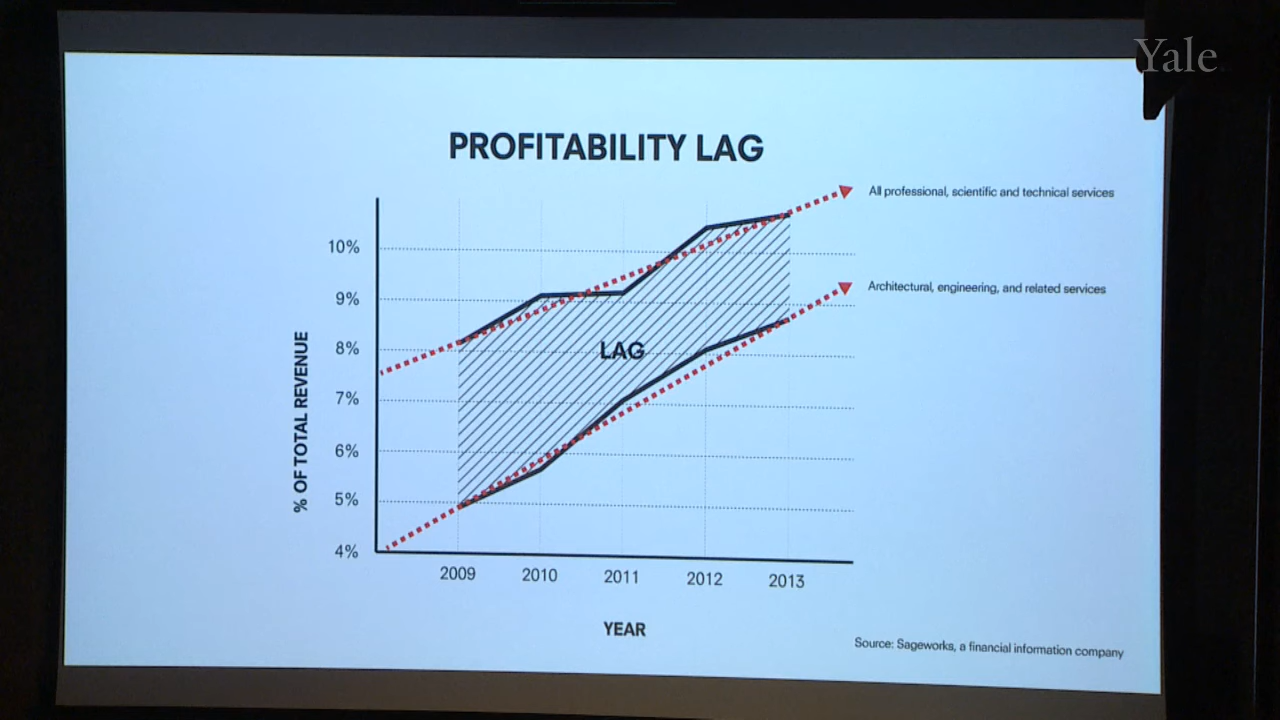 Yale
PROFITABILITY LAG
All professional, scientific and technical services
10%
Architectural, engineering, and related services
9%
8%
LAG
7%
6%
5%
4%
% OF TOTAL REVENUE
2009 2010 2011 2012 2013
YEAR
Source: Sageworks, a financial information company